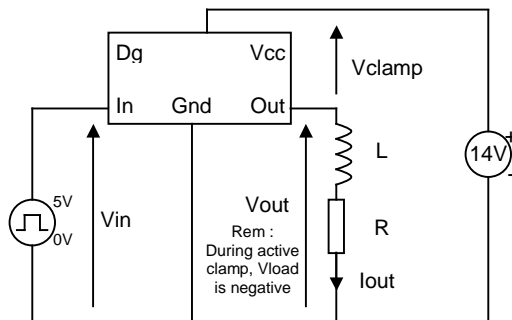 Dg
Vcc
Vclamp
In
Gnd
Out
14V
+
-
L
5V
0V
Vin
Vout
Rem :
During active
clamp, Vload
is negative
R
Iout